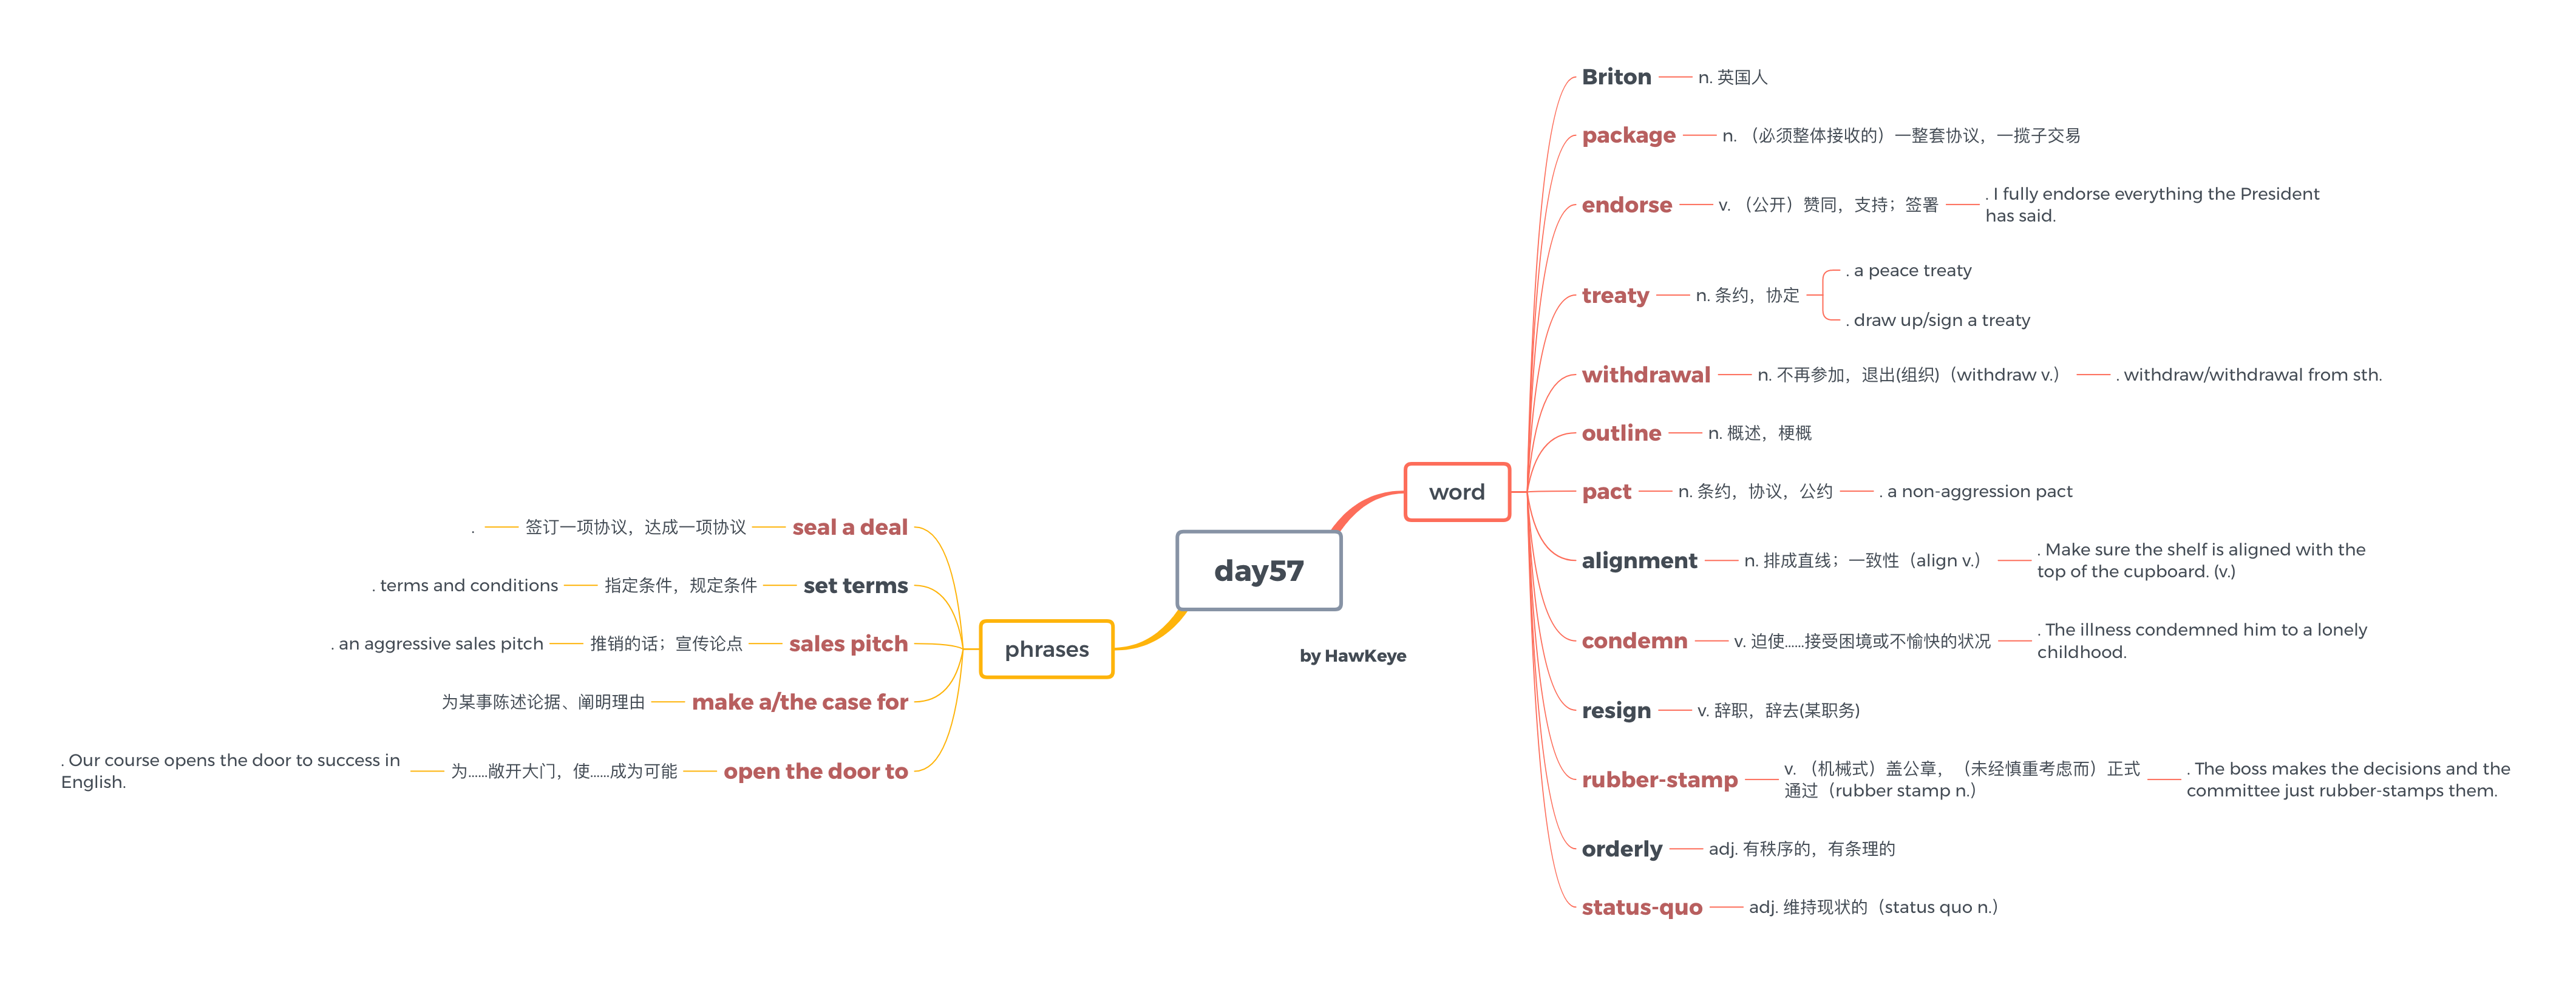 day57
by HawKeye
word
Briton
n. 英国人
package
n. （必须整体接收的）一整套协议，一揽子交易
endorse
v. （公开）赞同，支持；签署
. I fully endorse everything the President
has said.
treaty
n. 条约，协定
. a peace treaty
. draw up/sign a treaty
withdrawal
n. 不再参加，退出(组织)（withdraw v.）
. withdraw/withdrawal from sth.
outline
n. 概述，梗概
pact
n. 条约，协议，公约
. a non-aggression pact
alignment
n. 排成直线；一致性（align v.）
. Make sure the shelf is aligned with the
top of the cupboard. (v.)
condemn
v. 迫使……接受困境或不愉快的状况
. The illness condemned him to a lonely
childhood.
resign
v. 辞职，辞去(某职务)
rubber-stamp
v. （机械式）盖公章，（未经慎重考虑而）正式
通过（rubber stamp n.）
. The boss makes the decisions and the
committee just rubber-stamps them.
orderly
adj. 有秩序的，有条理的
status-quo
adj. 维持现状的（status quo n.）
phrases
seal a deal
签订一项协议，达成一项协议
.
set terms
指定条件，规定条件
. terms and conditions
sales pitch
推销的话；宣传论点
. an aggressive sales pitch
make a/the case for
为某事陈述论据、阐明理由
open the door to
为……敞开大门，使……成为可能
. Our course opens the door to success in
English.